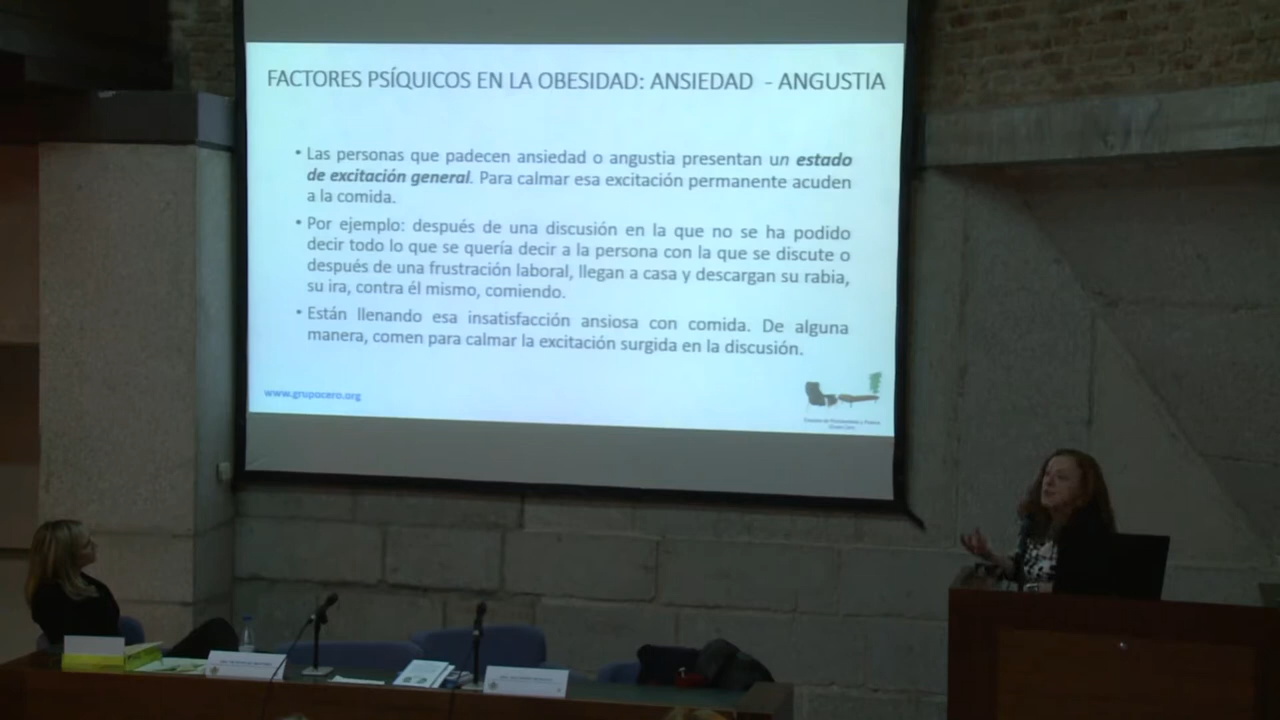 FACTORES PSÍQUICOS EN LA OBESIDAD: ANSIEDAD - ANGUSTIA
• Las personas que padecen ansiedad o angustia presentan un estado
de excitación general. Para calmar esa excitación permanente acuden
a la comida.
• Por ejemplo: después de una discusión en la que no se ha podido
decir todo lo que se quería decir a la persona con la que se discute o
después de una frustración laboral, llegan a casa y descargan su rabia,
su ira, contra él mismo, comiendo.
• Están llenando esa insatisfacción ansiosa con comida. De alguna
manera, comen para calmar la excitación surgida en la discusión.
www.grupocero.org